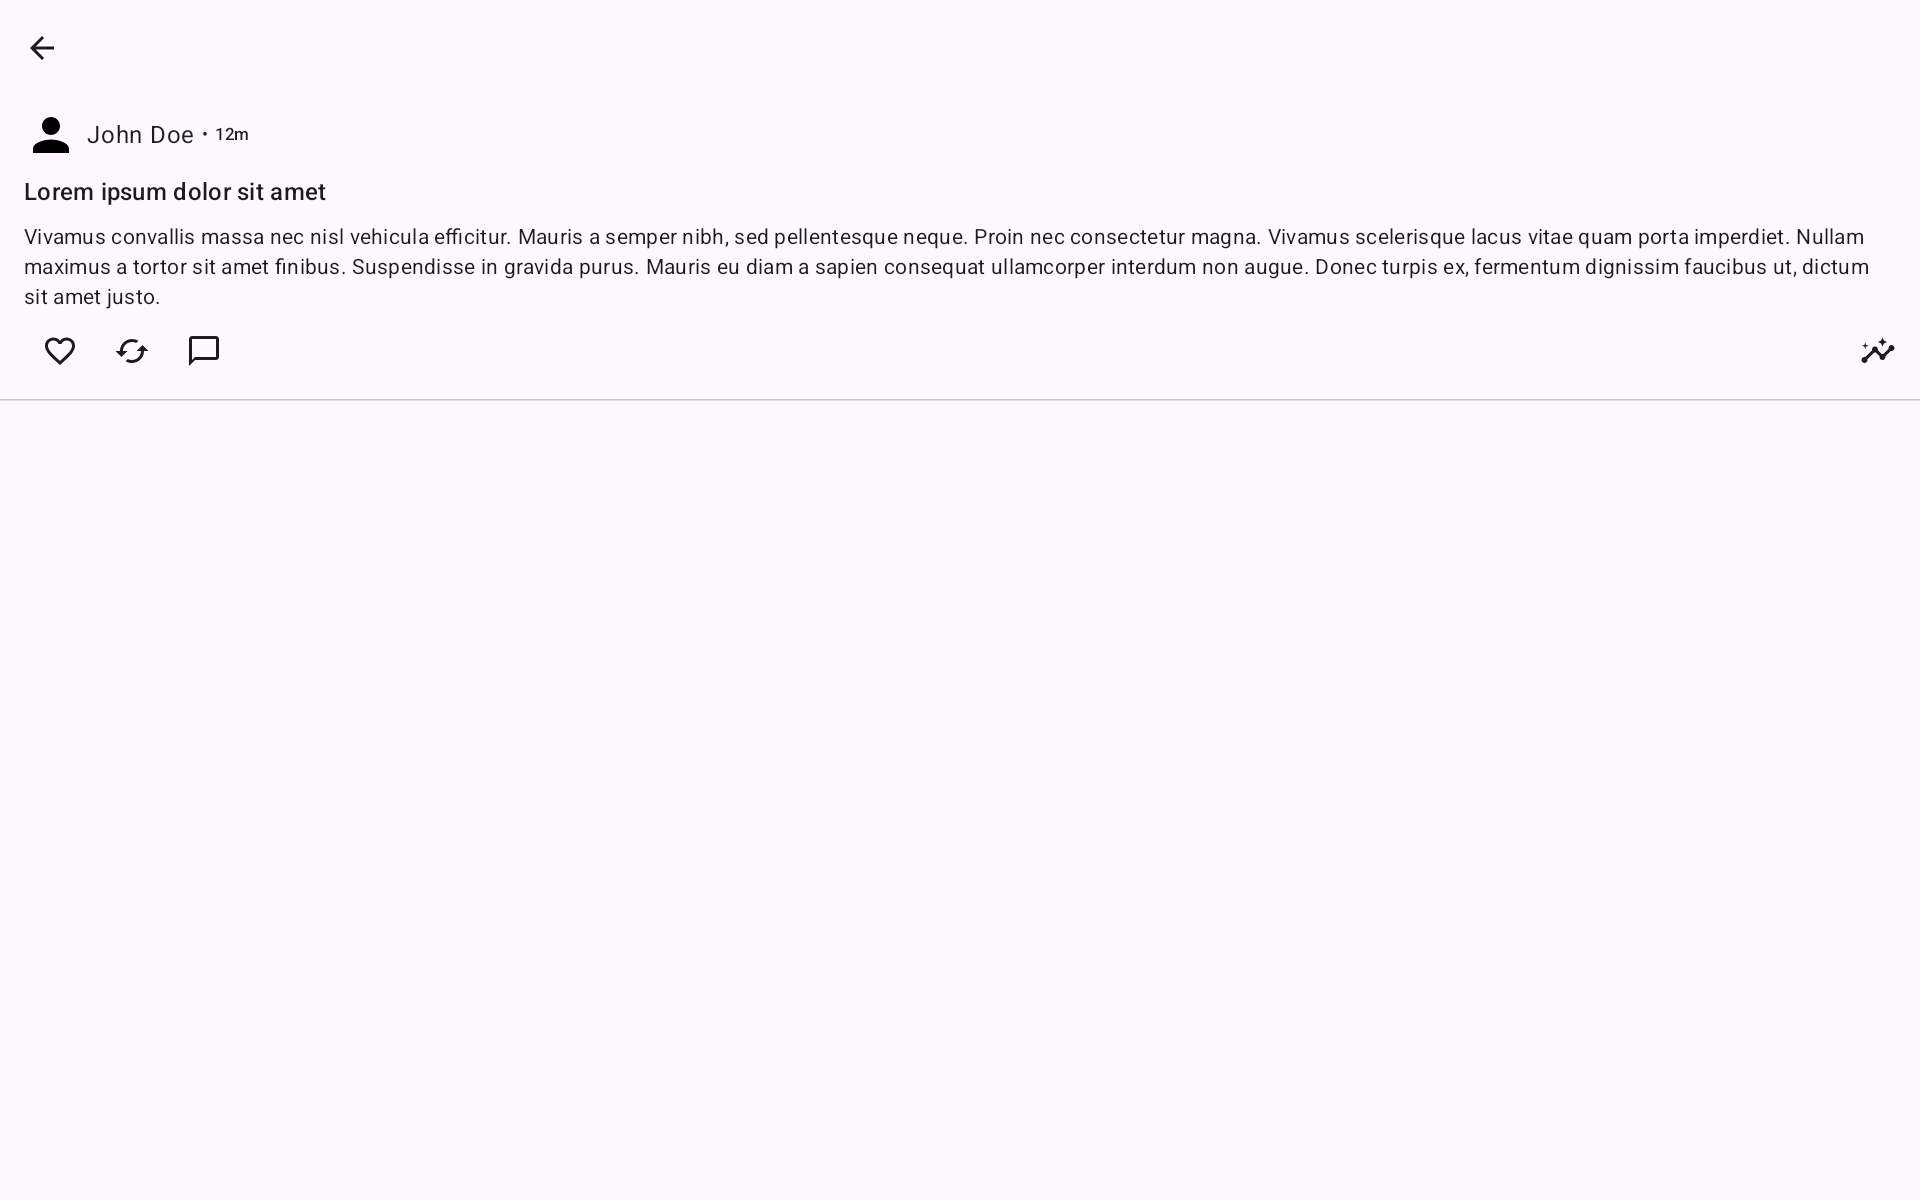 John Doe • 12m
Lorem ipsum dolor sit amet
Vivamus convallis massa nec nisl vehicula efficitur. Mauris a semper nibh, sed pellentesque neque. Proin nec consectetur magna. Vivamus scelerisque lacus vitae quam porta imperdiet. Nullam
maximus a tortor sit amet finibus. Suspendisse in gravida purus. Mauris eu diam a sapien consequat ullamcorper interdum non augue. Donec turpis ex, fermentum dignissim faucibus ut, dictum
sit amet justo.